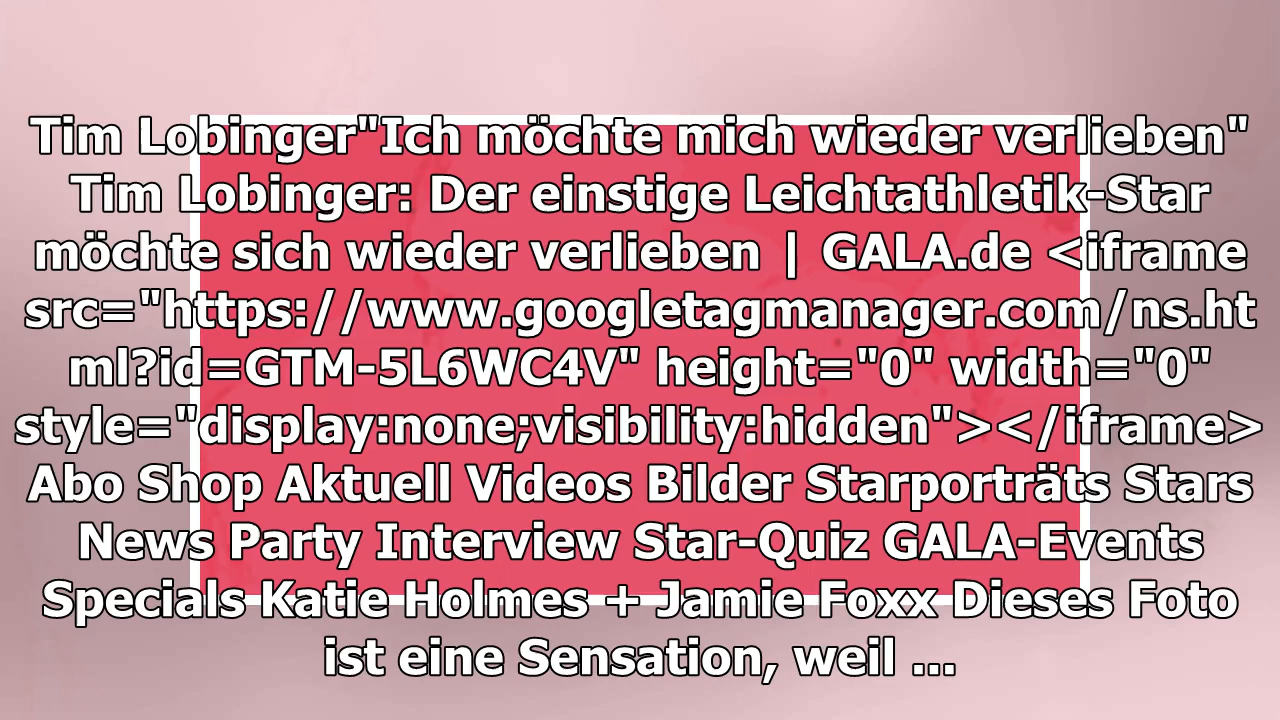 Tim Lobinger"Ich möchte mich wieder verlieben"
Tim Lobinger: Der einstige Leichtathletik-Star
möchte sich wieder verlieben | GALA.de <iframe
src="https://www.googletagmanager.com/ns.ht
ml?id=GTM-5L6WC4V" height="0" width="0"
style="display:none;visibility:hidden"></iframe>
Abo Shop Aktuell Videos Bilder Starporträts Stars
News Party Interview Star-Quiz GALA-Events
Specials Katie Holmes + Jamie Foxx Dieses Foto
ist eine Sensation, weil ...